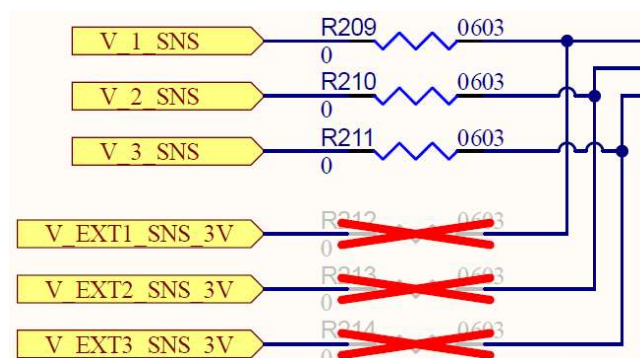 V_1_SNS R209 0603
0
V_2_SNS R210 0603
0
V_3_SNS R211 0603
0
V_EXT1_SNS_3V R212 0603
0
V_EXT2_SNS_3V R213 0603
0
V_EXT3_SNS_3V R214 0603
0